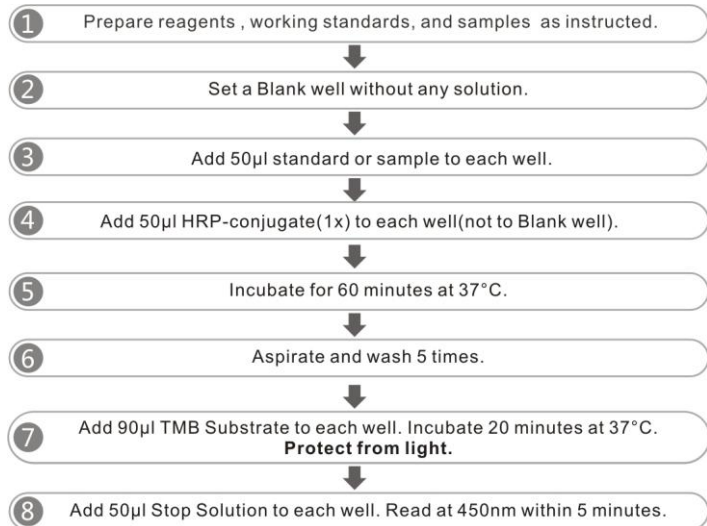 1 Prepare reagents , working standards, and samples as instructed.
2 Set a Blank well without any solution.
3 Add 50µl standard or sample to each well.
4 Add 50µl HRP-conjugate(1x) to each well(not to Blank well).
5 Incubate for 60 minutes at 37°C.
6 Aspirate and wash 5 times.
7 Add 90µl TMB Substrate to each well. Incubate 20 minutes at 37°C.
Protect from light.
8 Add 50µl Stop Solution to each well. Read at 450nm within 5 minutes.